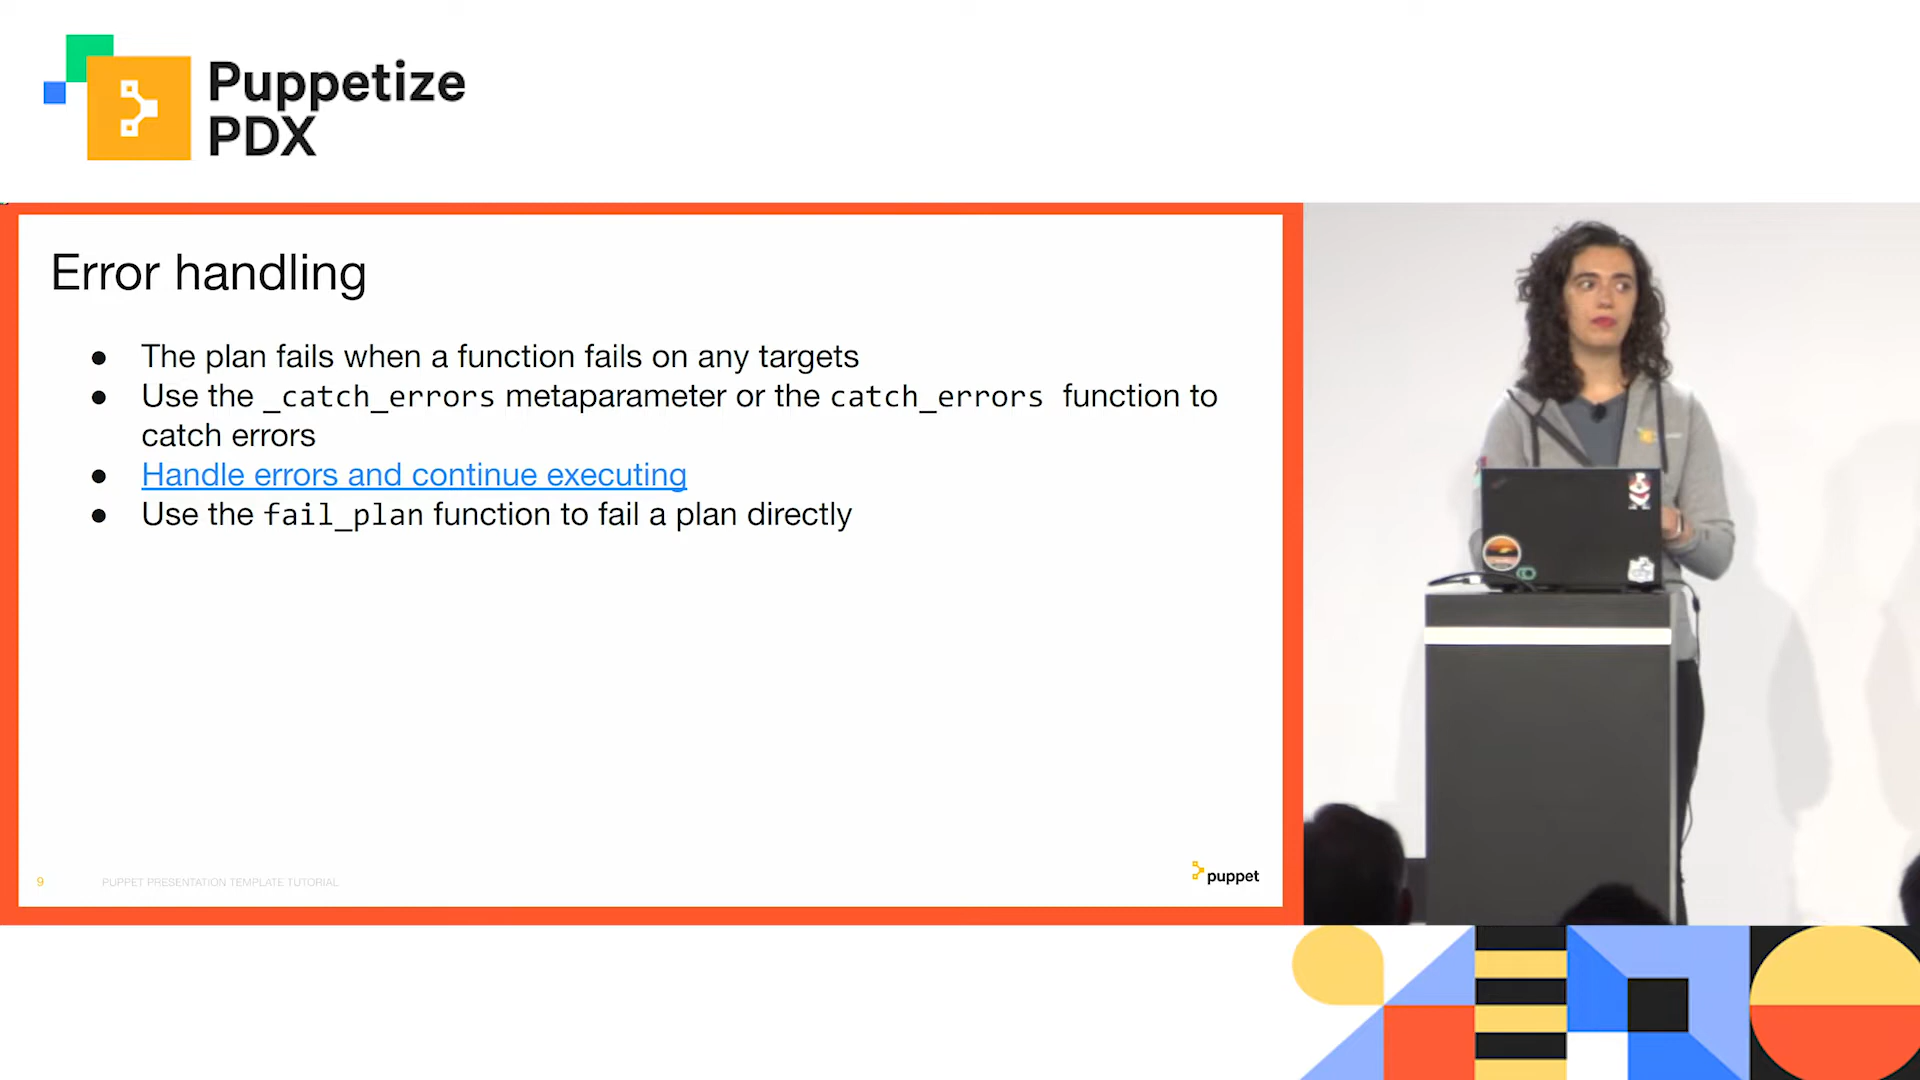 Puppetize
PDX
Error handling
● The plan fails when a function fails on any targets
● Use the _catch_errors metaparameter or the catch_errors function to
catch errors
● Handle errors and continue executing
● Use the fail_plan function to fail a plan directly
9
PUPPET PRESENTATION TEMPLATE TUTORIAL
puppet